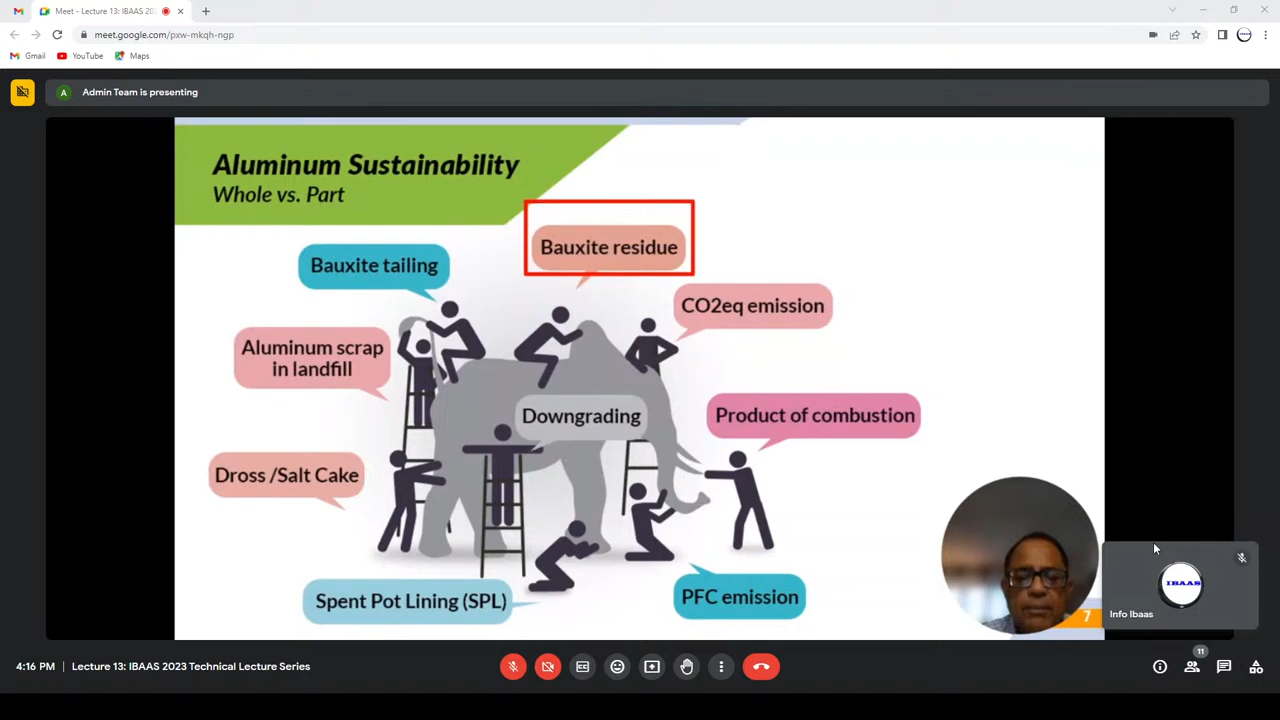 Meet - Lecture 13: IBAAS 202
meet.google.com/pxw-mkqh-ngp
Gmail
YouTube
Maps
A
Admin Team is presenting
Aluminum Sustainability
Whole vs. Part
Bauxite residue
Bauxite tailing
CO2eq emission
Aluminum scrap
in landfill
Downgrading
Product of combustion
Dross /Salt Cake
Spent Pot Lining (SPL)
PFC emission
7
IBAAS
Info Ibaas
4:16 PM
Lecture 13: IBAAS 2023 Technical Lecture Series
11